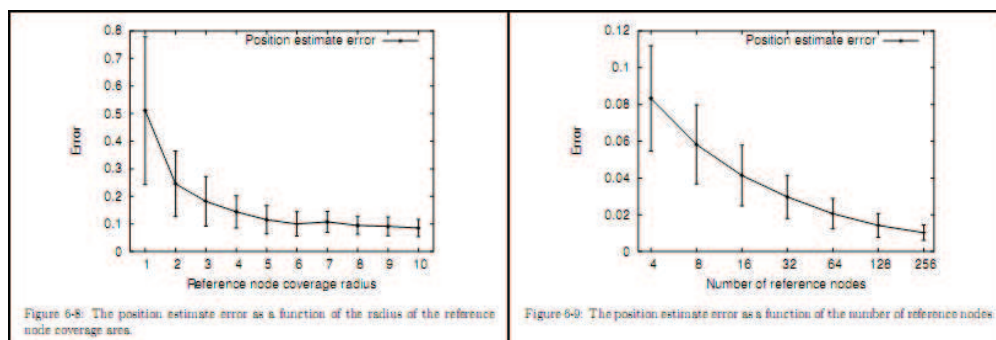 0.8
0.7
0.6
0.5
0.4
0.3
0.2
0.1
0
Error
Position estimate error
1 2 3 4 5 6 7 8 9 10
Reference node coverage radius
Figure 6-8: The position estimate error as a function of the radius of the reference
node coverage area.
0.12
0.1
0.08
0.06
0.04
0.02
0
Error
Position estimate error
4 8 16 32 64 128 256
Number of reference nodes
Figure 6-9: The position estimate error as a function of the number of reference nodes